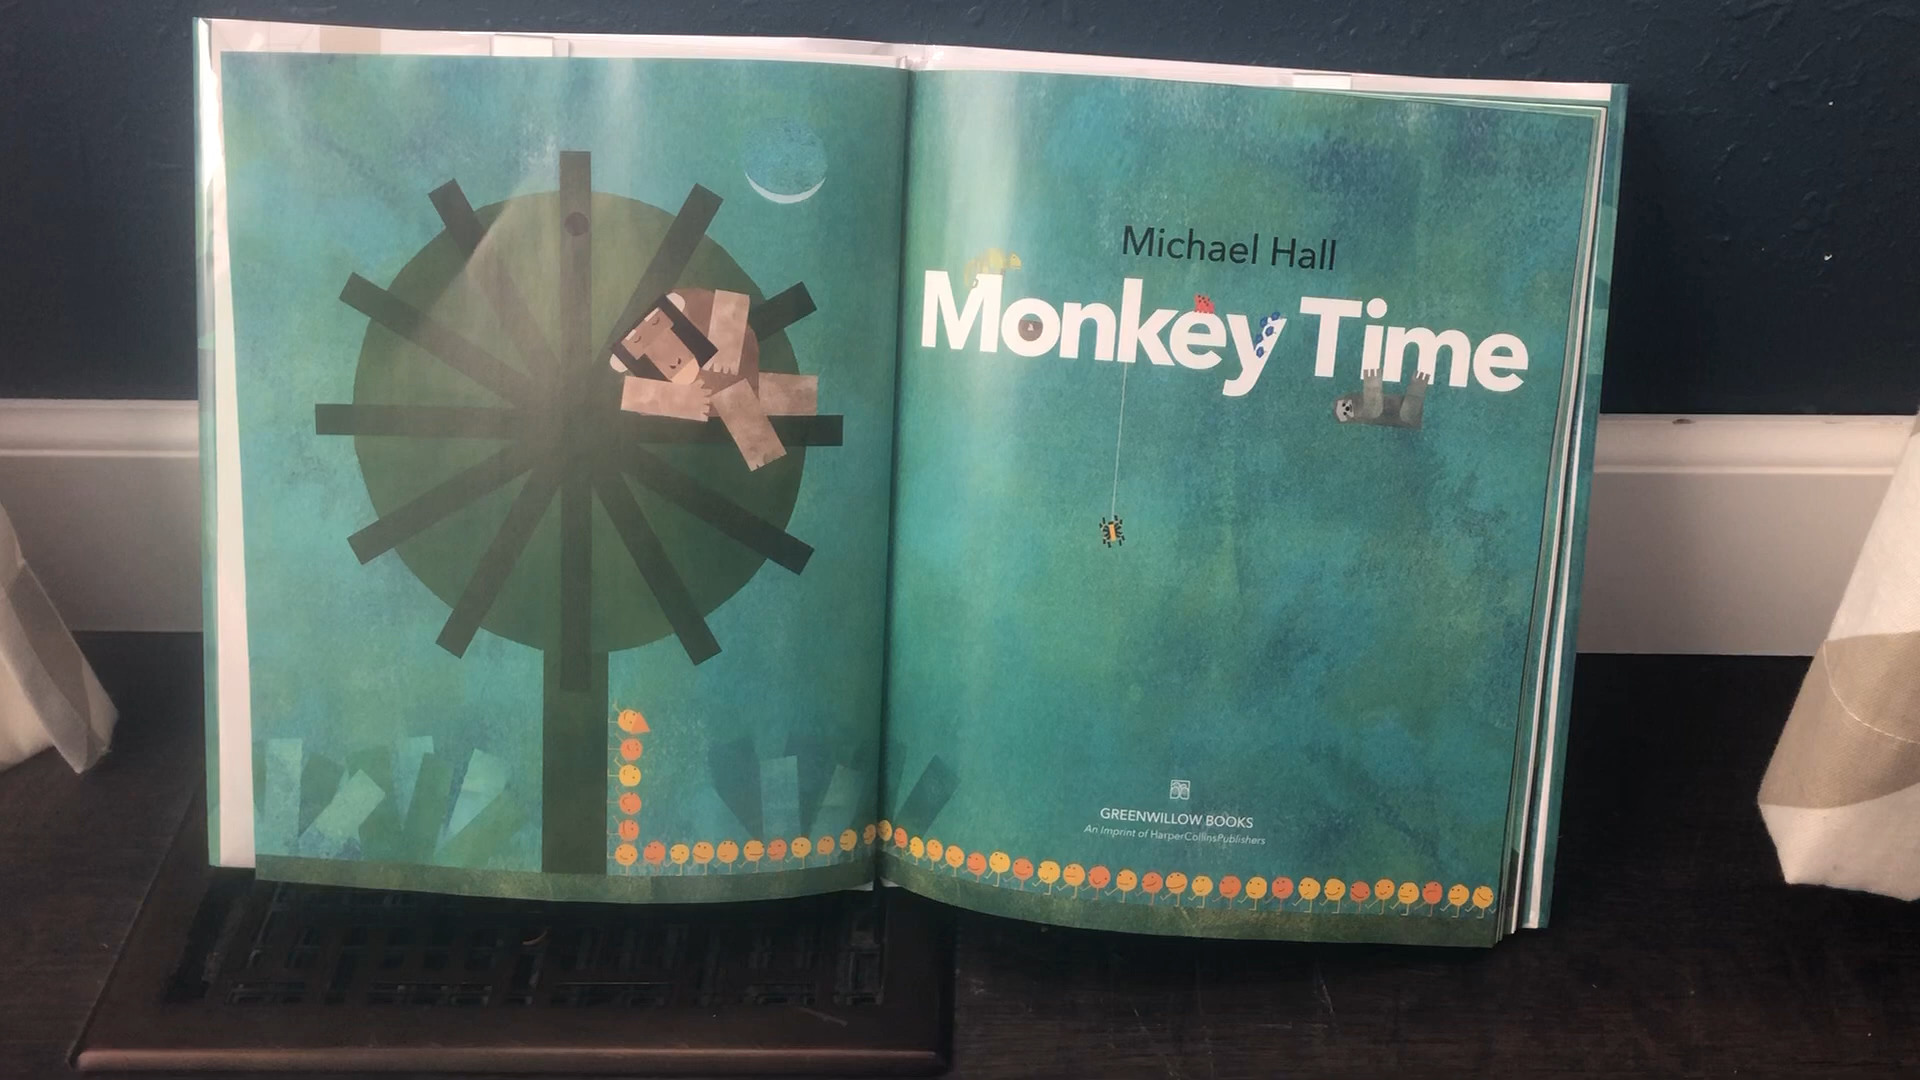 Michael Hall
Monkey Time
GREENWILLOW BOOKS
An Imprint of HarperCollinsPublishers